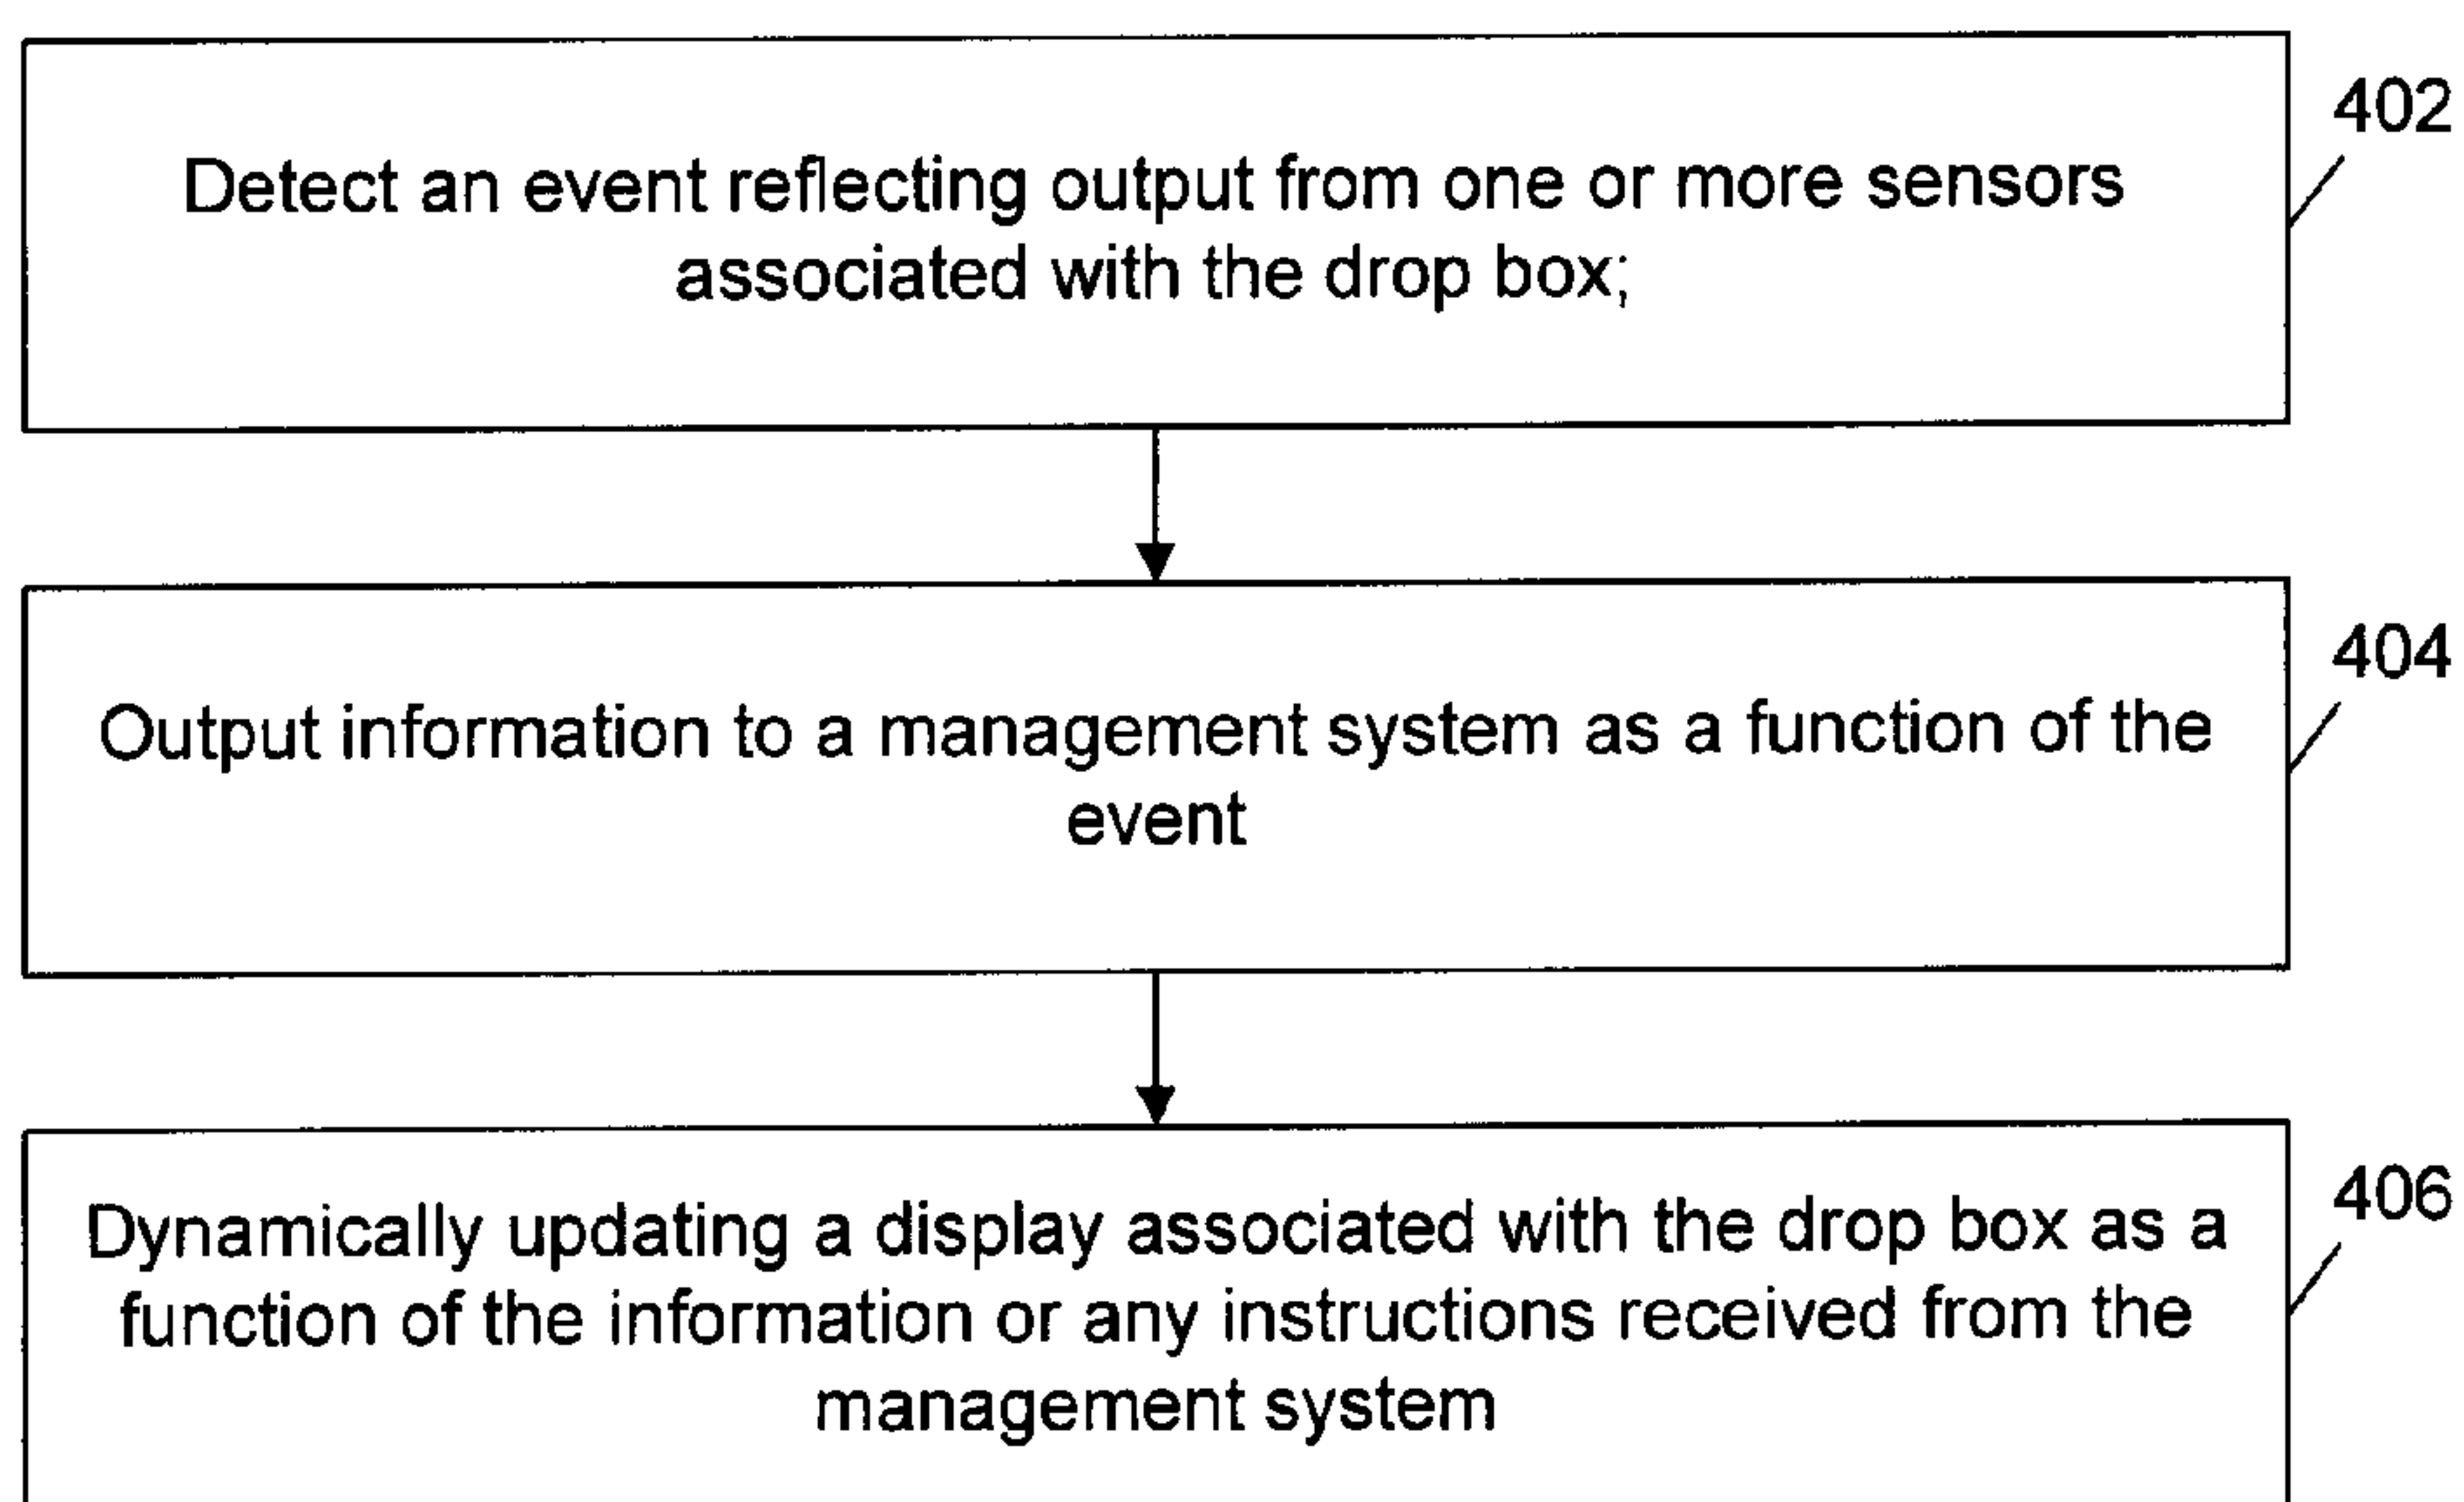 402
Detect an event reflecting output from one or more sensors
associated with the drop box;
404
Output information to a management system as a function of the
event
406
Dynamically updating a display associated with the drop box as a
function of the information or any instructions received from the
management system